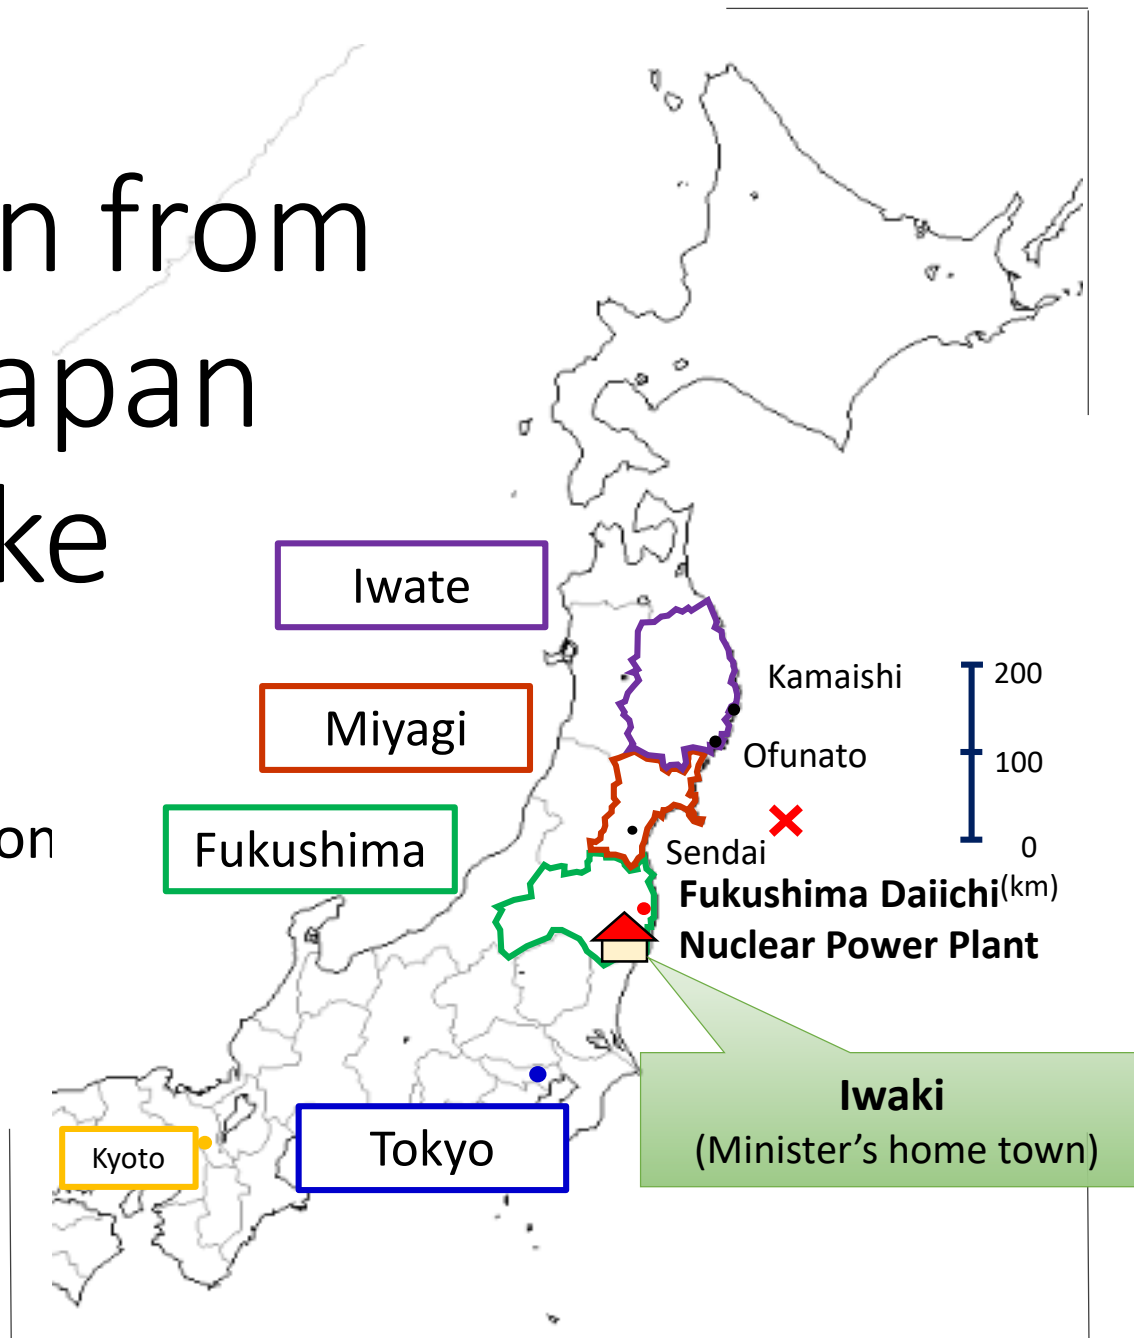 n from
apan
ke
on
Iwate
Miyagi
Fukushima
Kamaishi
Ofunato
Sendai
200
100
0
(km)
Fukushima Daiichi
Nuclear Power Plant
Iwaki
(Minister's home town)
Tokyo
Kyoto